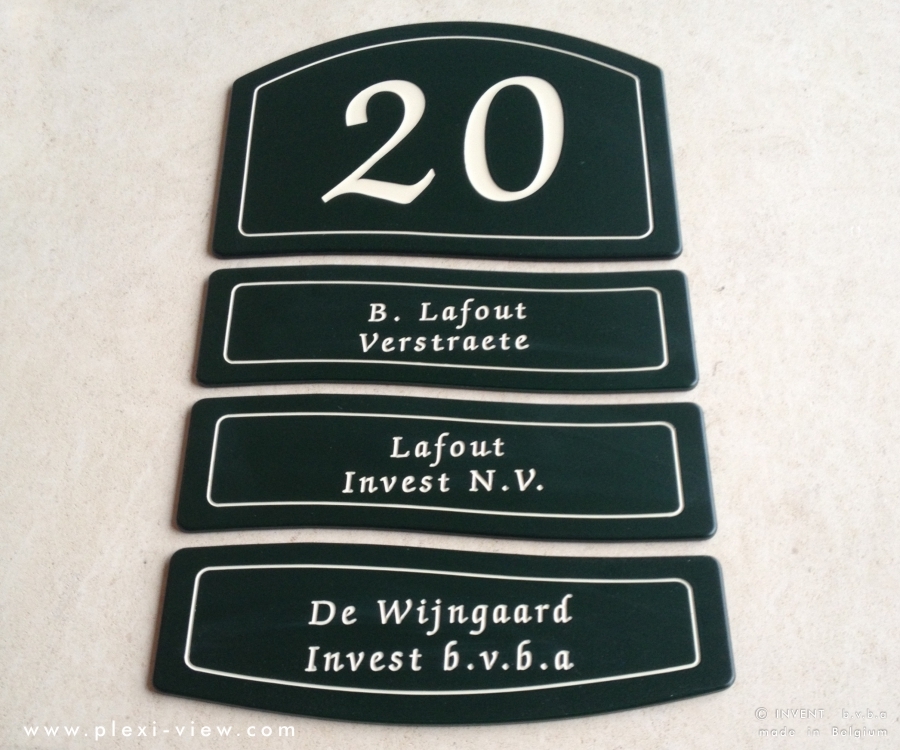 20
B. Lafout
Verstraete
Lafout
Invest N.V.
De Wijngaard
Invest b.v.b.a
www.plexi-view.com
© INVENT. b.v.b.a
made in Belgium